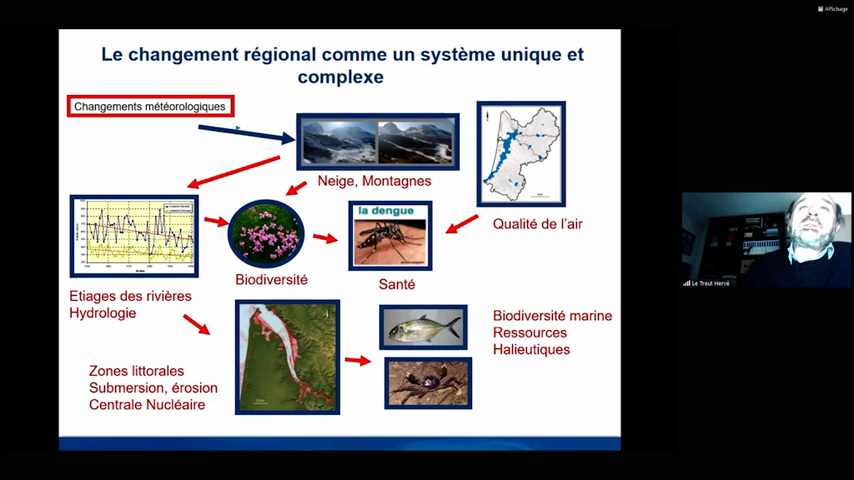 Affichage
Le changement régional comme un système unique et
complexe
Changements météorologiques
Neige, Montagnes
la dengue
Qualité de l'air
Biodiversité
Santé
Etiages des rivières
Hydrologie
Biodiversité marine
Ressources
Halieutiques
Zones littorales
Submersion, érosion
Centrale Nucléaire
Le Treut Hervé